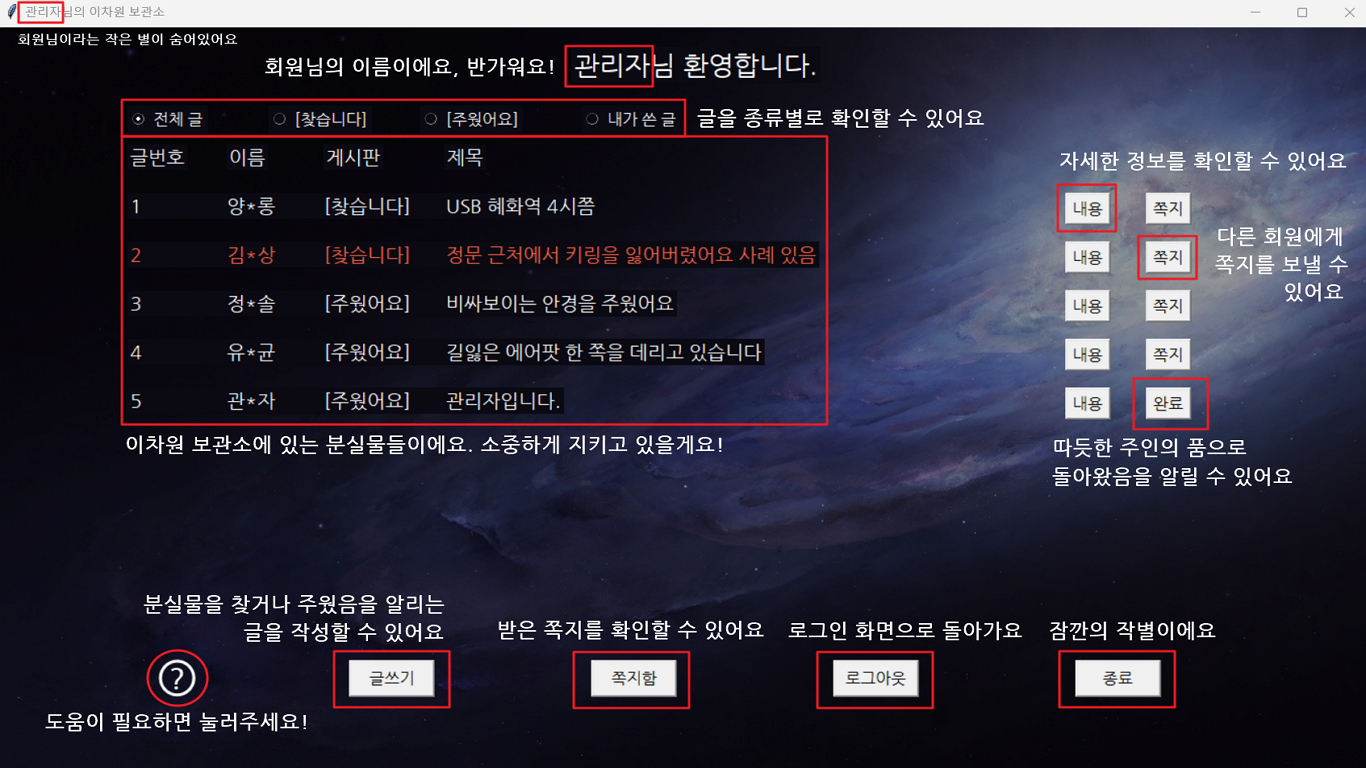 관리자님의 이차원 보관소
회원님이라는 작은 별이 숨어있어요
회원님의 이름이에요, 반가워요!
관리자님 환영합니다.
전체 글 [찾습니다] [주웠어요] 내가 쓴 글
글을 종류별로 확인할 수 있어요
글번호 이름 게시판 제목
자세한 정보를 확인할 수 있어요
1 양*롱 [찾습니다] USB 혜화역 4시쯤 내용 쪽지
2 김*상 [찾습니다] 정문 근처에서 키링을 잃어버렸어요 사례 있음 내용 쪽지
다른 회원에게
쪽지를 보낼 수
있어요
3 정*솔 [주웠어요] 비싸보이는 안경을 주웠어요 내용 쪽지
4 유*균 [주웠어요] 길잃은 에어팟 한 쪽을 데리고 있습니다 내용 쪽지
5 관*자 [주웠어요] 관리자입니다. 내용 완료
이차원 보관소에 있는 분실물들이에요. 소중하게 지키고 있을게요!
따듯한 주인의 품으로
돌아왔음을 알릴 수 있어요
분실물을 찾거나 주웠음을 알리는
글을 작성할 수 있어요
받은 쪽지를 확인할 수 있어요
로그인 화면으로 돌아가요
잠깐의 작별이에요
? 글쓰기 쪽지함 로그아웃 종료
도움이 필요하면 눌러주세요!